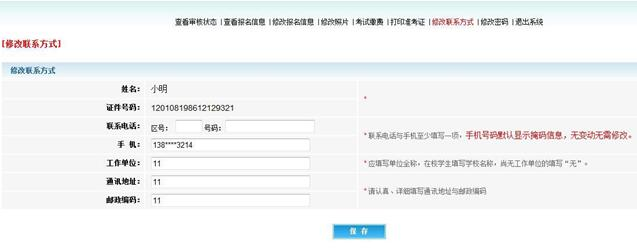 查看审核状态 | 查看报名信息 | 修改报名信息 | 修改照片 | 考试缴费 | 打印准考证 | 修改联系方式 | 修改密码 | 退出系统
[修改联系方式]
修改联系方式
姓名: 小明
*
证件号码: 120108198612129321
联系电话: 区号: 号码:
*联系电话与手机至少填写一项,手机号码默认显示掩码信息,无变动无需修改。
手 机: 138****3214
工作单位: 11
*应填写单位全称,在校学生填写学校名称,尚无工作单位的填写“无”。
通讯地址: 11
*请认真、详细填写通讯地址与邮政编码
邮政编码: 11
保 存